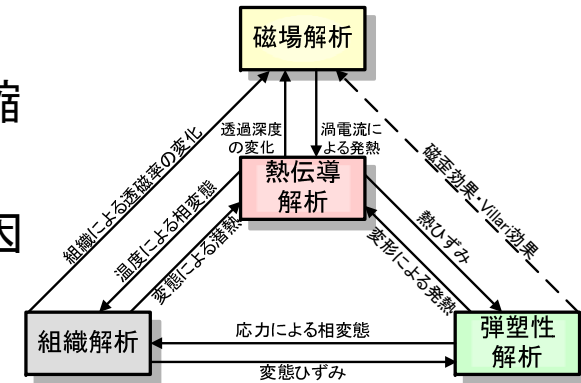 磁場解析
縮
透過深度
の変化
渦電流に
よる発熱
組織による透磁率の変化
磁歪効果・Villari効果
熱伝導
解析
因
温度による相変態
変態による潜熱
熱ひずみ
変形による発熱
組織解析
応力による相変態
変態ひずみ
弾塑性
解析